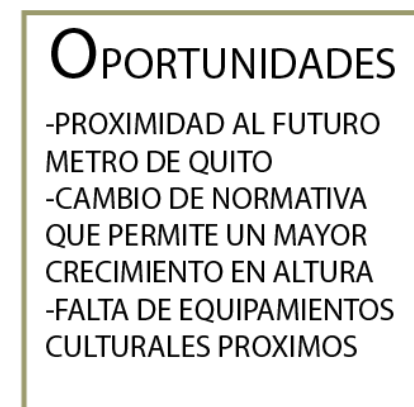 OPORTUNIDADES
-PROXIMIDAD AL FUTURO
METRO DE QUITO
-CAMBIO DE NORMATIVA
QUE PERMITE UN MAYOR
CRECIMIENTO EN ALTURA
-FALTA DE EQUIPAMIENTOS
CULTURALES PROXIMOS